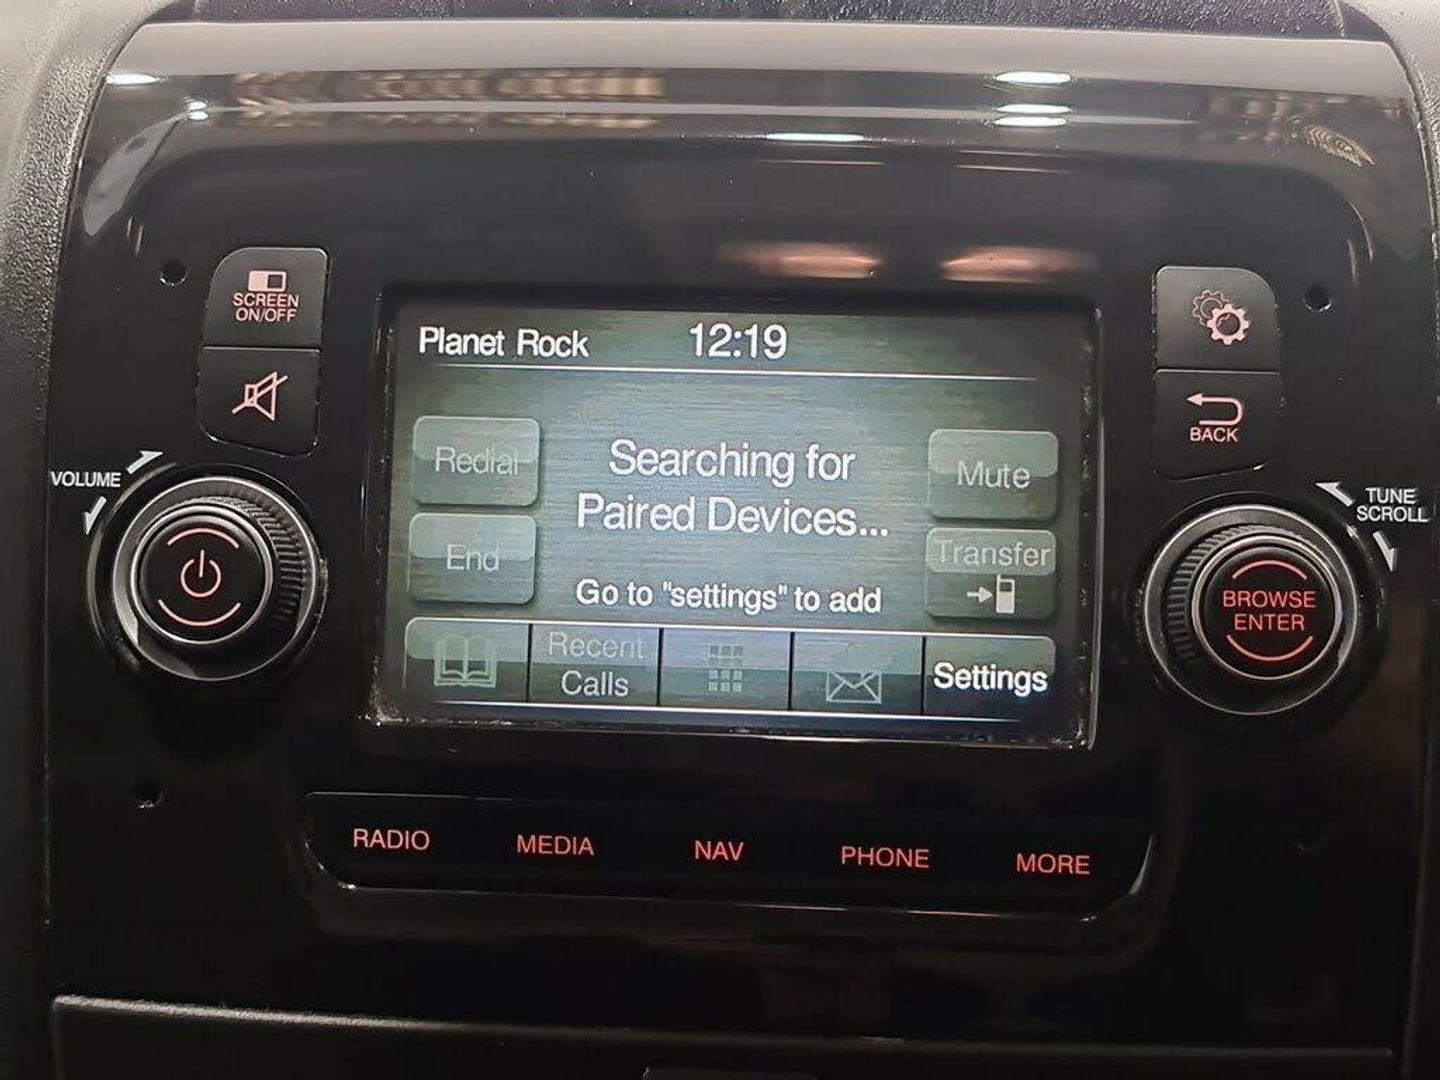 Planet Rock
12:19
SCREEN
ON/OFF
VOLUME
Redial
End
Searching for
Paired Devices...
Go to "settings" to add
Mute
Transfer
Recent
Calls
Settings
BACK
TUNE
SCROLL
BROWSE
ENTER
RADIO
MEDIA
NAV
PHONE
MORE